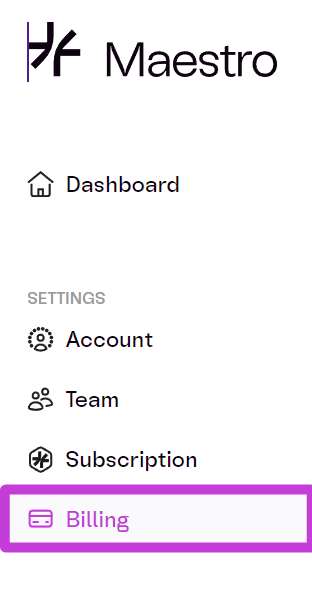 Maestro
Dashboard
SETTINGS
Account
Team
Subscription
Billing